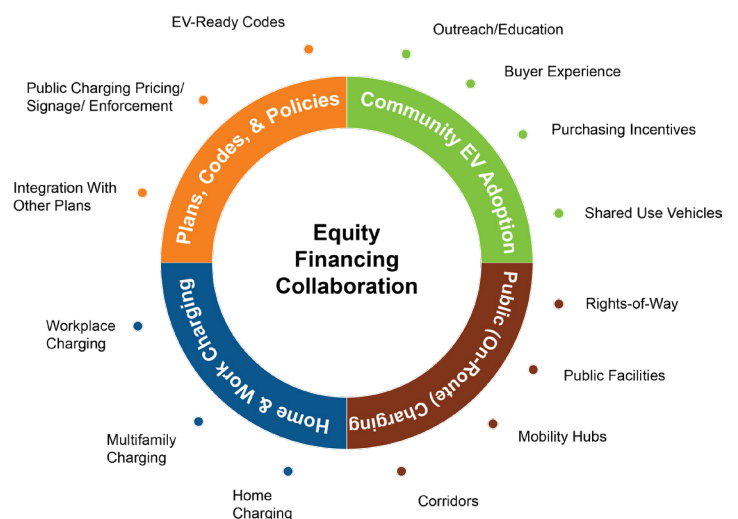 EV-Ready Codes
Public Charging Pricing/
Signage/ Enforcement
Integration With
Other Plans
Plans, Codes, & Policies
Outreach/Education
Buyer Experience
Purchasing Incentives
Shared Use Vehicles
Community EV Adoption
Equity
Financing
Collaboration
Rights-of-Way
Public Facilities
Mobility Hubs
Corridors
Public (On-Route) Charging
Workplace
Charging
Multifamily
Charging
Home
Charging
Home & Work Charging